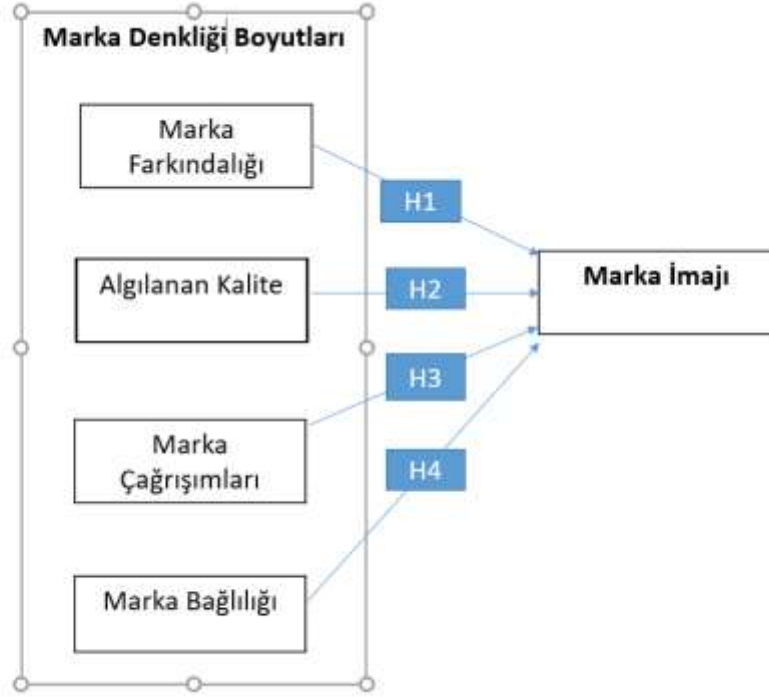 Marka Denkliği Boyutları
Marka
Farkındalığı
H1
Algılanan Kalite
H2
Marka İmajı
H3
Marka
Çağrışımları
H4
Marka Bağlılığı